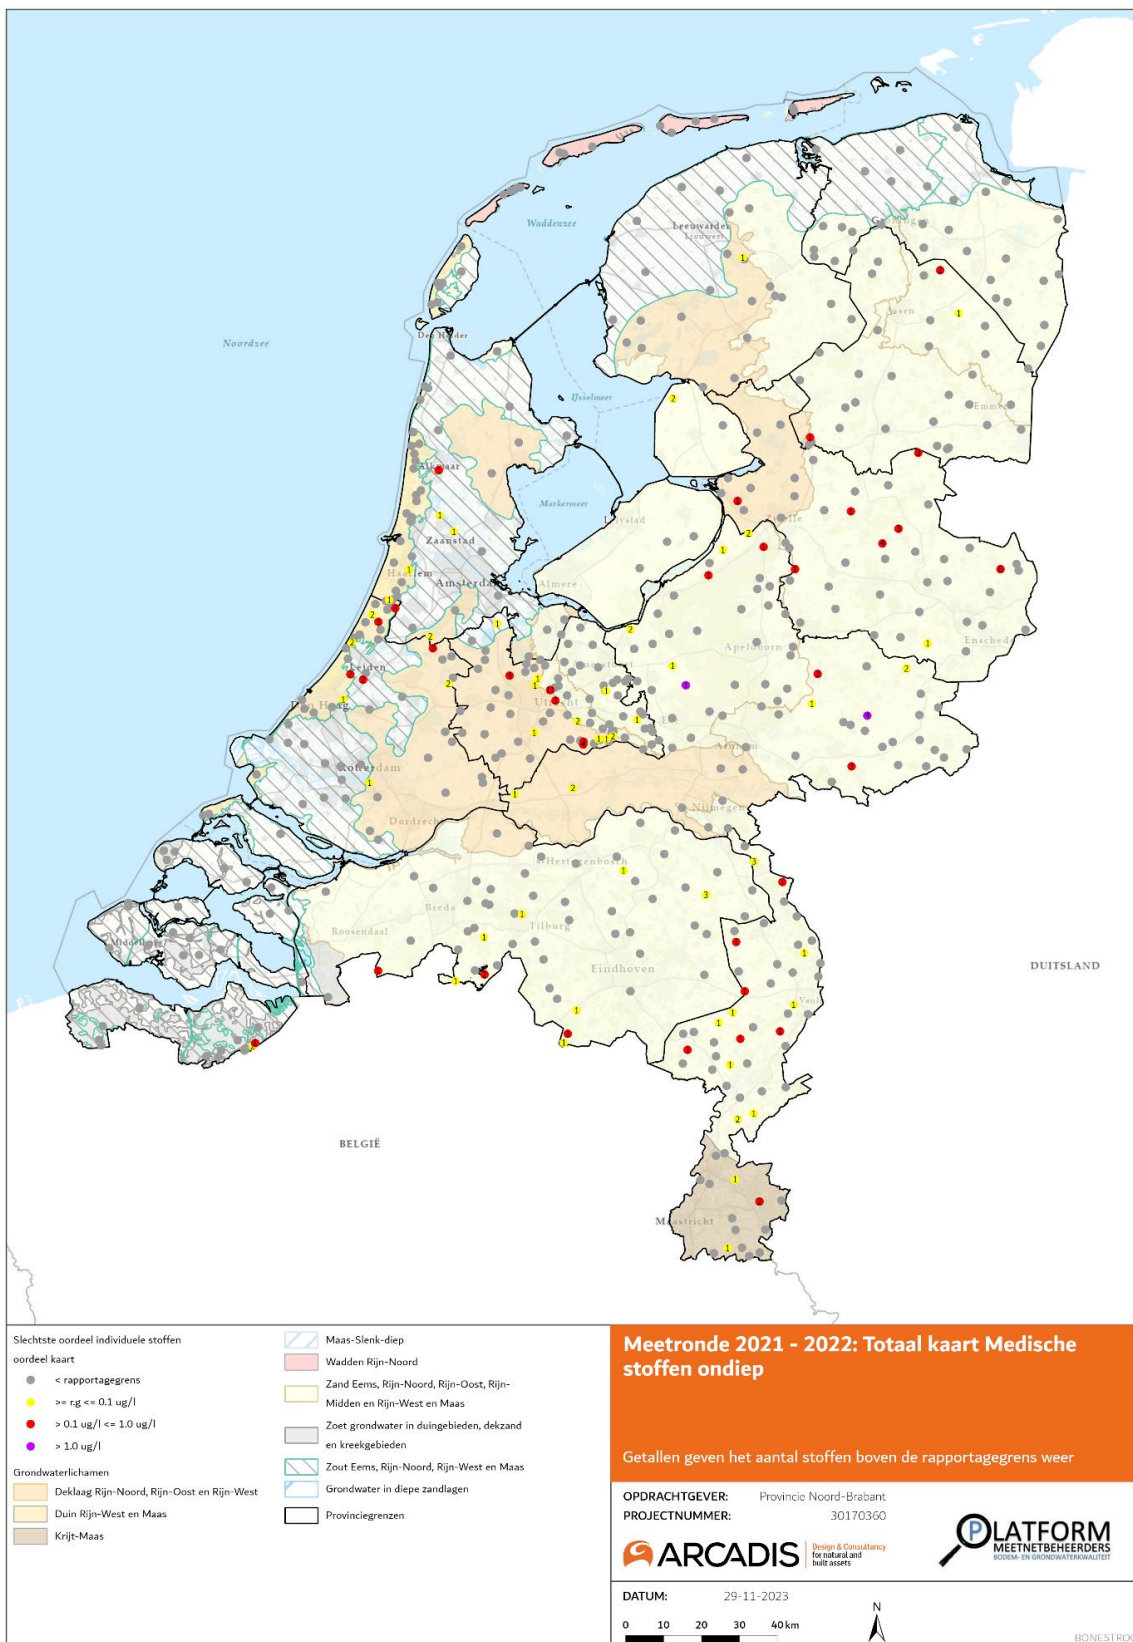 Waddenzee
Leeuwarden
Ljouwert
Groningen
Noordzee
Den Helder
Assen
IJsselmeer
Emmen
Alkmaar
Markermeer
Lelystad
Zwolle
Zaanstad
Haarlem
Amsterdam
Almere
Apeldoorn
Enschede
Leiden
Amersfoort
Den Haag
Utrecht
Ede
Arnhem
Rotterdam
Nijmegen
Dordrecht
's-Hertogenbosch
Breda
Tilburg
Roosendaal
Middelburg
Eindhoven
DUITSLAND
Venlo
BELGIË
Maastricht
Slechtste oordeel individuele stoffen
oordeel kaart
< rapportagegrens
>= r.g <= 0.1 ug/l
> 0.1 ug/l <= 1.0 ug/l
> 1.0 ug/l
Grondwaterlichamen
Deklaag Rijn-Noord, Rijn-Oost en Rijn-West
Duin Rijn-West en Maas
Krijt-Maas
Maas-Slenk-diep
Wadden Rijn-Noord
Zand Eems, Rijn-Noord, Rijn-Oost, Rijn-
Midden en Rijn-West en Maas
Zoet grondwater in duingebieden, dekzand
en kreekgebieden
Zout Eems, Rijn-Noord, Rijn-West en Maas
Grondwater in diepe zandlagen
Provinciegrenzen
Meetronde 2021 - 2022: Totaal kaart Medische
stoffen ondiep
Getallen geven het aantal stoffen boven de rapportagegrens weer
OPDRACHTGEVER: Provincie Noord-Brabant
PROJECTNUMMER: 30170360
ARCADIS
Design & Consultancy
for natural and
built assets
PLATFORM
MEETNETBEHEERDERS
BODEM- EN GRONDWATERKWALITEIT
DATUM: 29-11-2023
N
0 10 20 30 40 km
BONESTROO